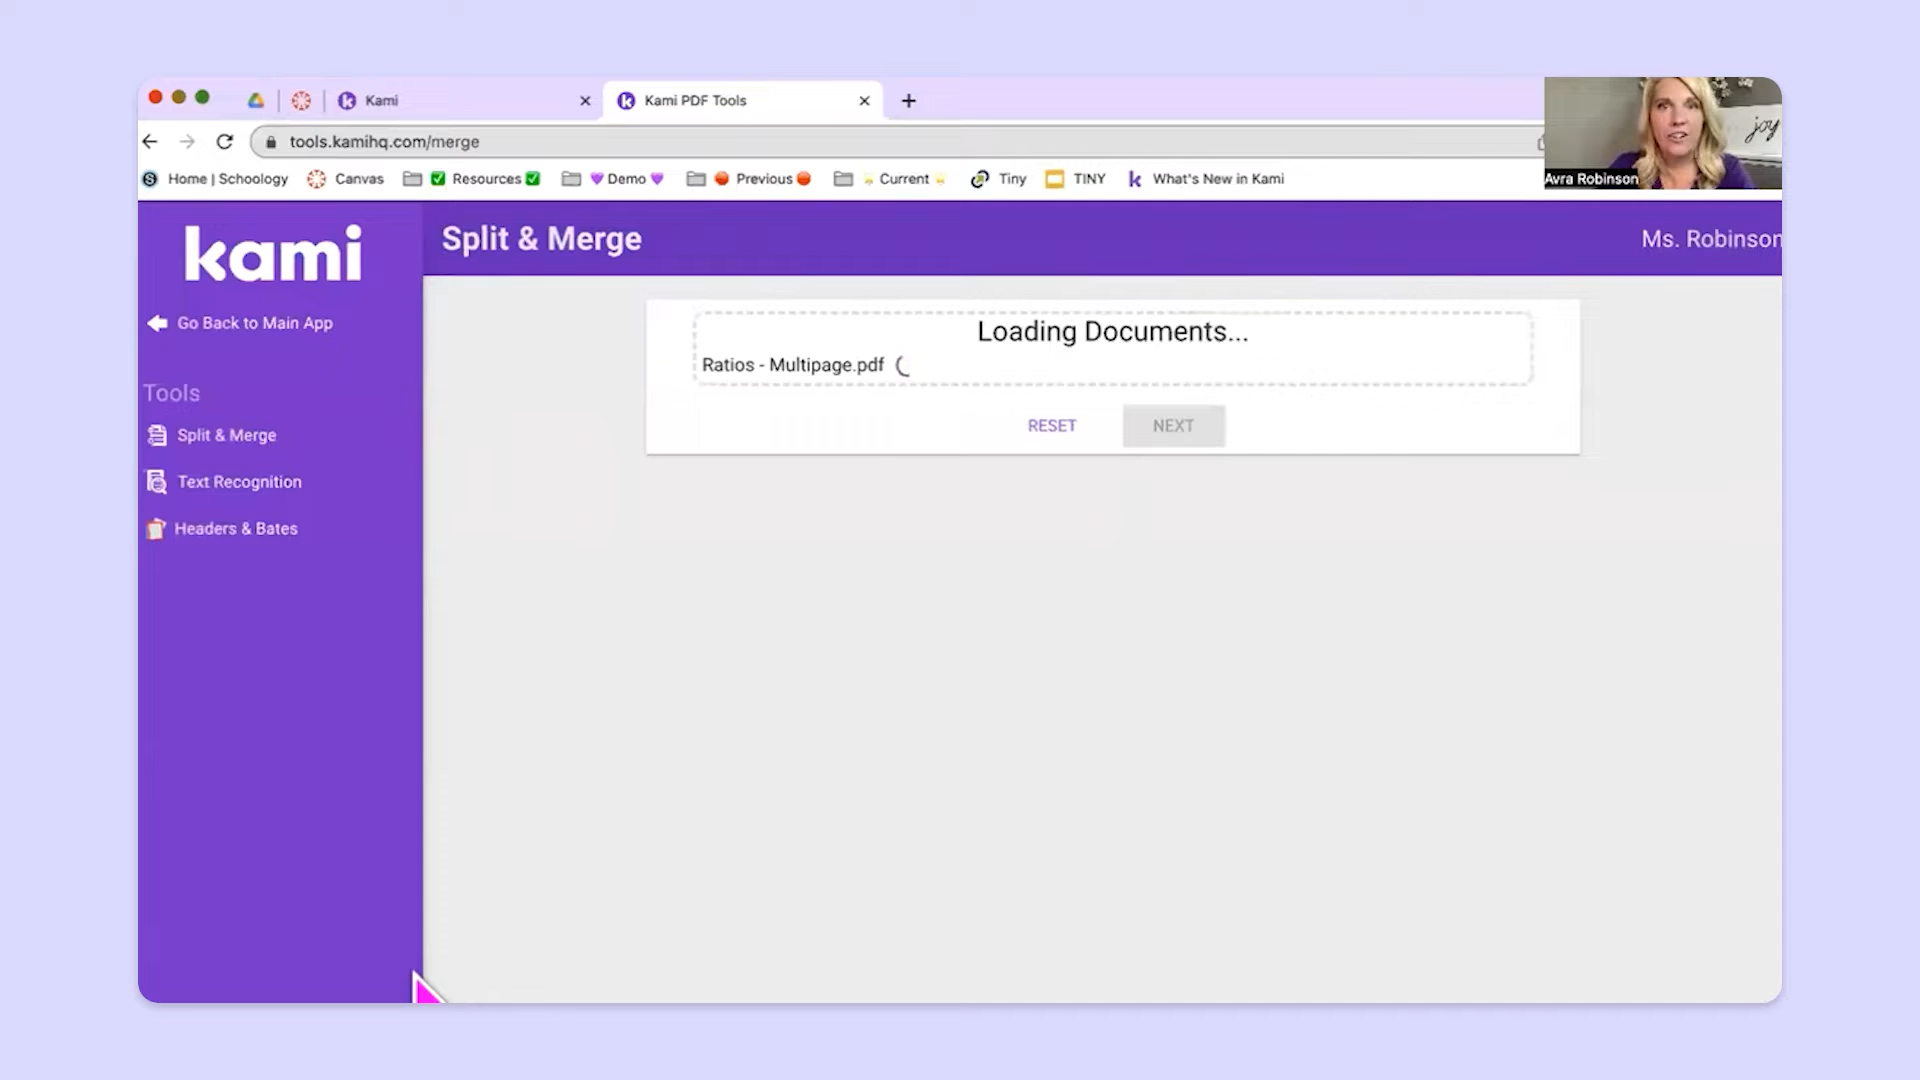 Kami
Kami PDF Tools
tools.kamihq.com/merge
Home | Schoology
Canvas
Resources
Demo
Previous
Current
Tiny
TINY
What's New in Kami
joy
Avra Robinson
kami
Split & Merge
Ms. Robinson
Go Back to Main App
Tools
Split & Merge
Text Recognition
Headers & Bates
Loading Documents...
Ratios - Multipage.pdf
RESET
NEXT